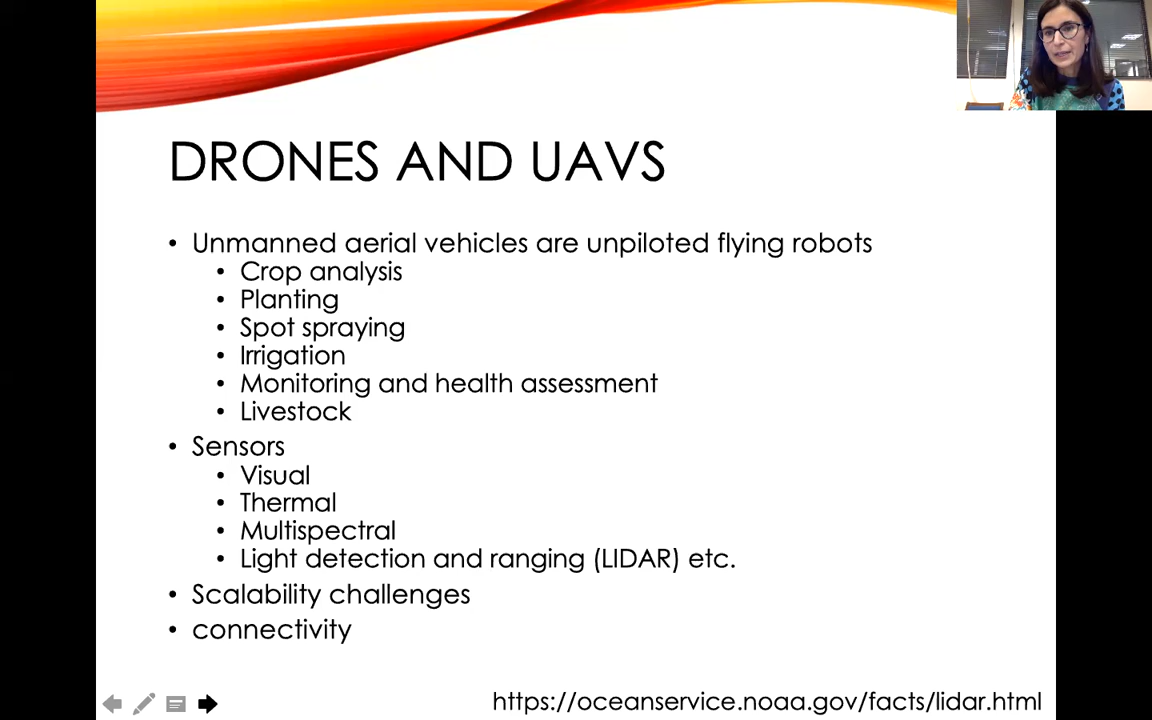 DRONES AND UAVS
• Unmanned aerial vehicles are unpiloted flying robots
• Crop analysis
• Planting
• Spot spraying
• Irrigation
• Monitoring and health assessment
• Livestock
• Sensors
• Visual
• Thermal
• Multispectral
• Light detection and ranging (LIDAR) etc.
• Scalability challenges
• connectivity
https://oceanservice.noaa.gov/facts/lidar.html